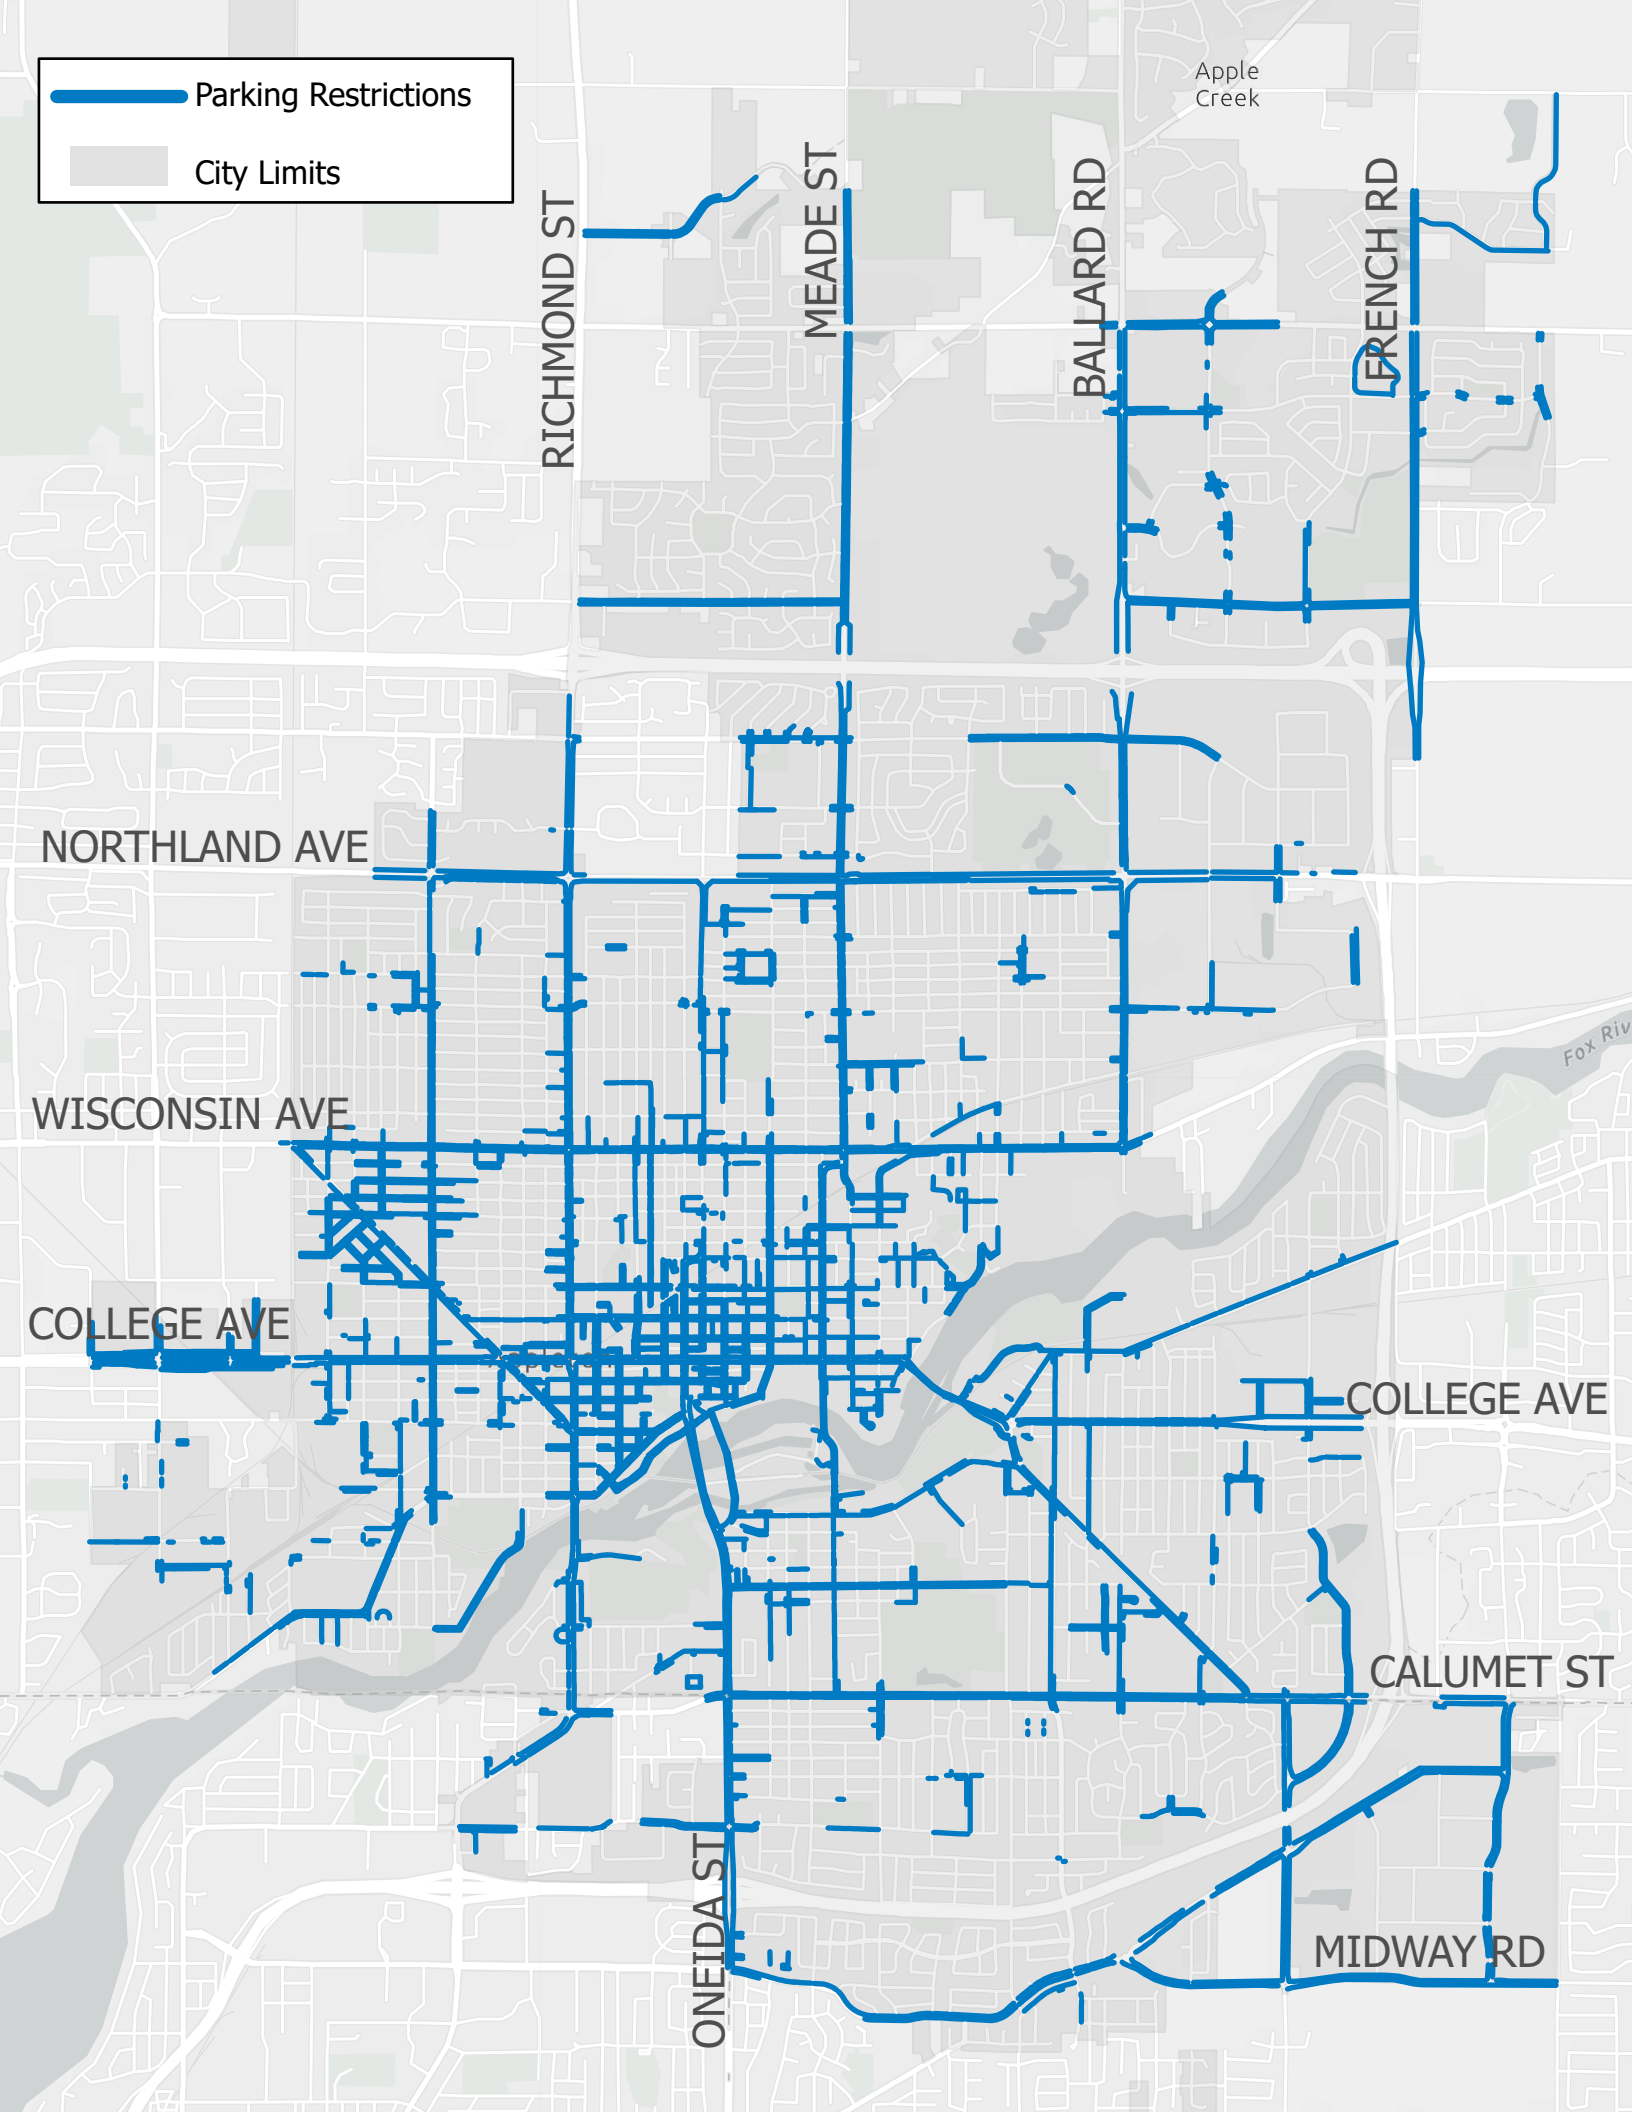 Parking Restrictions
City Limits
Apple
Creek
RICHMOND ST
MEADE ST
BALLARD RD
FRENCH RD
NORTHLAND AVE
Fox Riv
WISCONSIN AVE
COLLEGE AVE
Appleton
COLLEGE AVE
CALUMET ST
ONEIDA ST
MIDWAY RD